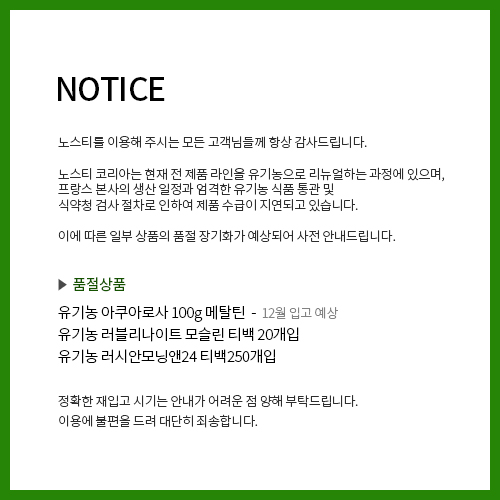 NOTICE
노스티를 이용해 주시는 모든 고객님들께 항상 감사드립니다.
노스티 코리아는 현재 전 제품 라인을 유기농으로 리뉴얼하는 과정에 있으며,
프랑스 본사의 생산 일정과 엄격한 유기농 식품 통관 및
식약청 검사 절차로 인하여 제품 수급이 지연되고 있습니다.
이에 따른 일부 상품의 품절 장기화가 예상되어 사전 안내드립니다.
▶ 품절상품
유기농 아쿠아로사 100g 메탈틴 - 12월 입고 예상
유기농 러블리나이트 모슬린 티백 20개입
유기농 러시안모닝앤24 티백250개입
정확한 재입고 시기는 안내가 어려운 점 양해 부탁드립니다.
이용에 불편을 드려 대단히 죄송합니다.